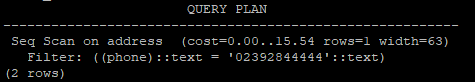 QUERY PLAN
---------------------------------------------------------
Seq Scan on address  (cost=0.00..15.54 rows=1 width=63)
  Filter: ((phone)::text = '02392844444'::text)
(2 rows)